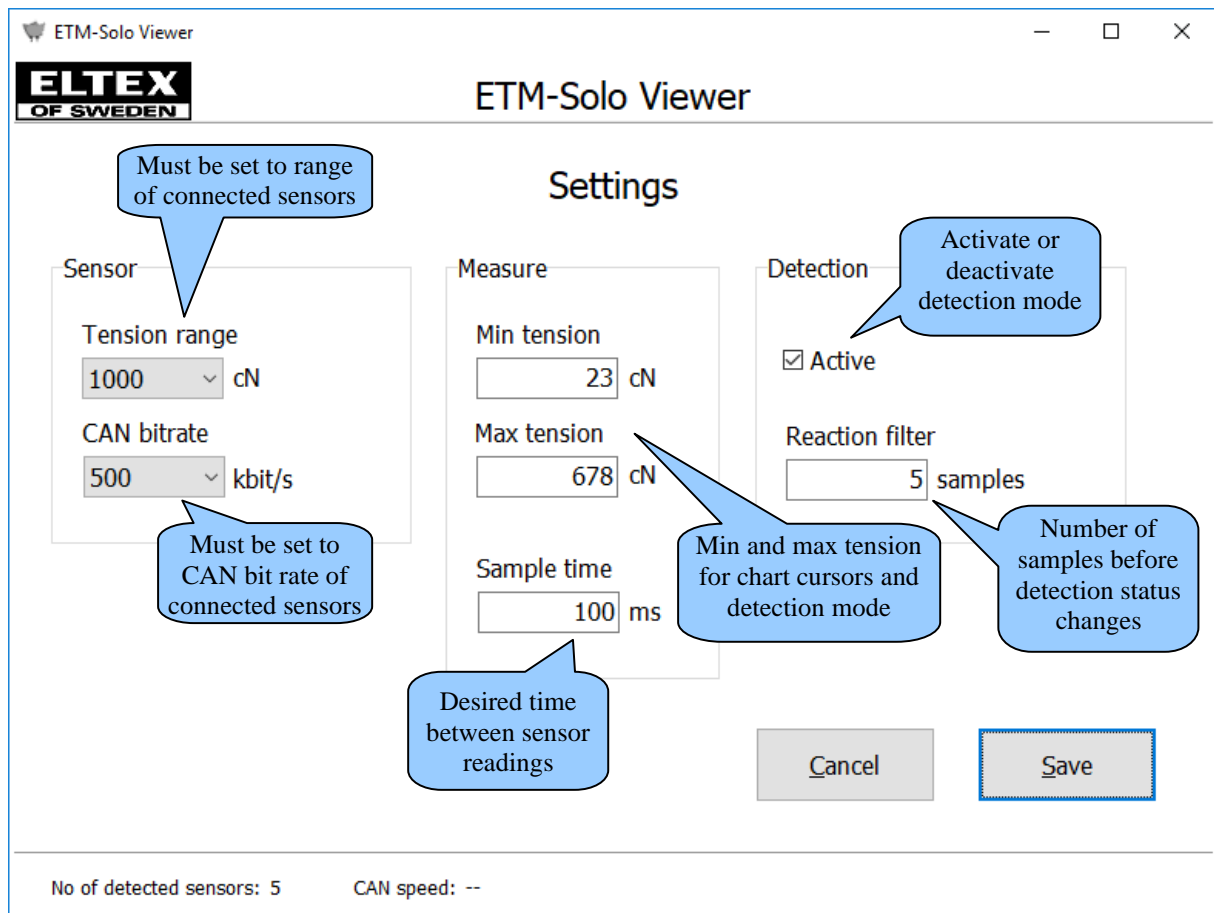 ETM-Solo Viewer
ELTEX
OF SWEDEN
ETM-Solo Viewer
Settings
Must be set to range
of connected sensors
Sensor
Tension range
1000 cN
CAN bitrate
500 kbit/s
Must be set to
CAN bit rate of
connected sensors
Measure
Min tension
23 cN
Max tension
678 cN
Min and max tension
for chart cursors and
detection mode
Sample time
100 ms
Desired time
between sensor
readings
Detection
Activate or
deactivate
detection mode
Active
Reaction filter
5 samples
Number of
samples before
detection status
changes
Cancel
Save
No of detected sensors: 5 CAN speed: --